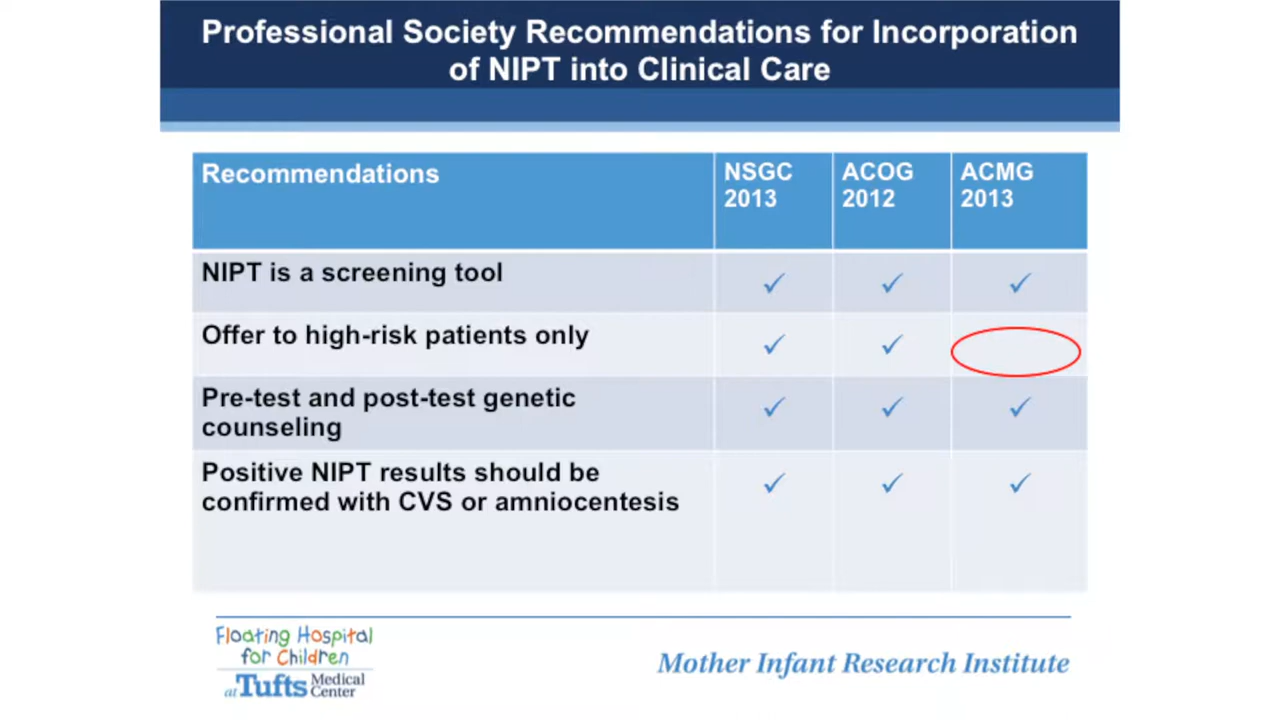 Professional Society Recommendations for Incorporation
of NIPT into Clinical Care
Recommendations
NSGC
2013
ACOG
2012
ACMG
2013
NIPT is a screening tool
✓ ✓ ✓
Offer to high-risk patients only
✓ ✓
Pre-test and post-test genetic
counseling
✓ ✓ ✓
Positive NIPT results should be
confirmed with CVS or amniocentesis
✓ ✓ ✓
Floating Hospital
for Children
at Tufts Medical
Center
Mother Infant Research Institute